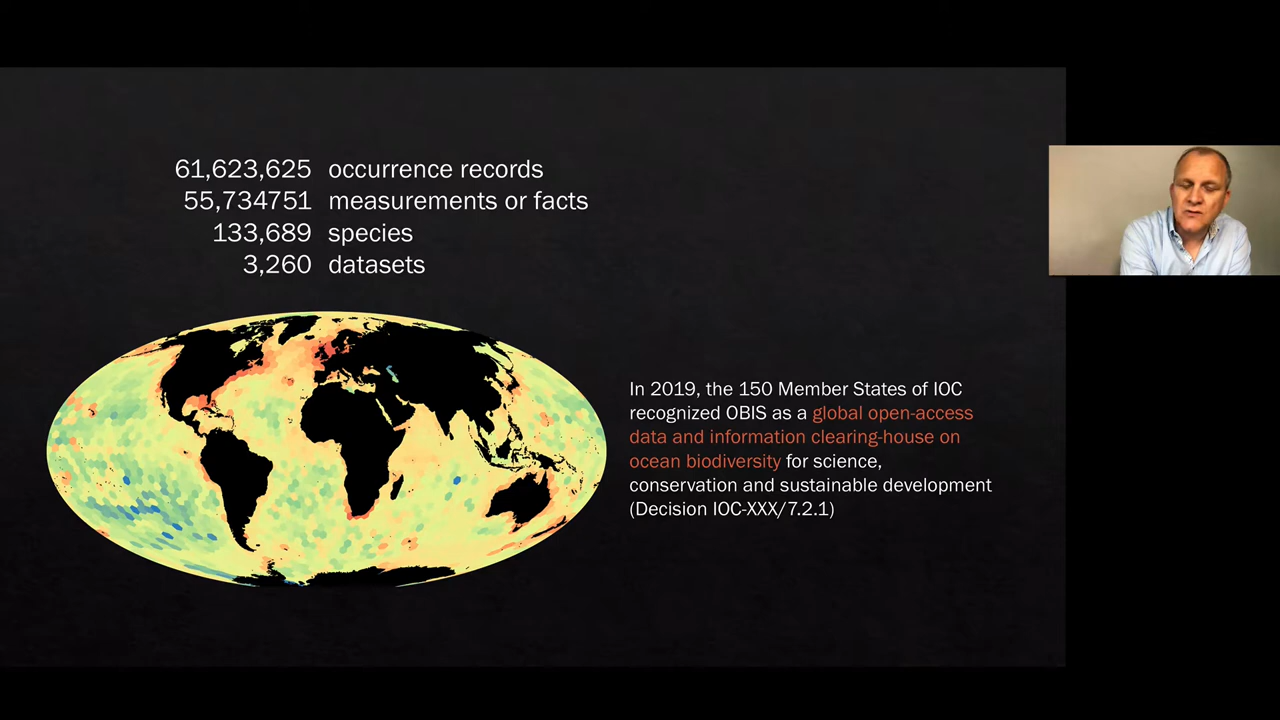 61,623,625 occurrence records
55,734751 measurements or facts
133,689 species
3,260 datasets
In 2019, the 150 Member States of IOC
recognized OBIS as a global open-access
data and information clearing-house on
ocean biodiversity for science,
conservation and sustainable development
(Decision IOC-XXX/7.2.1)